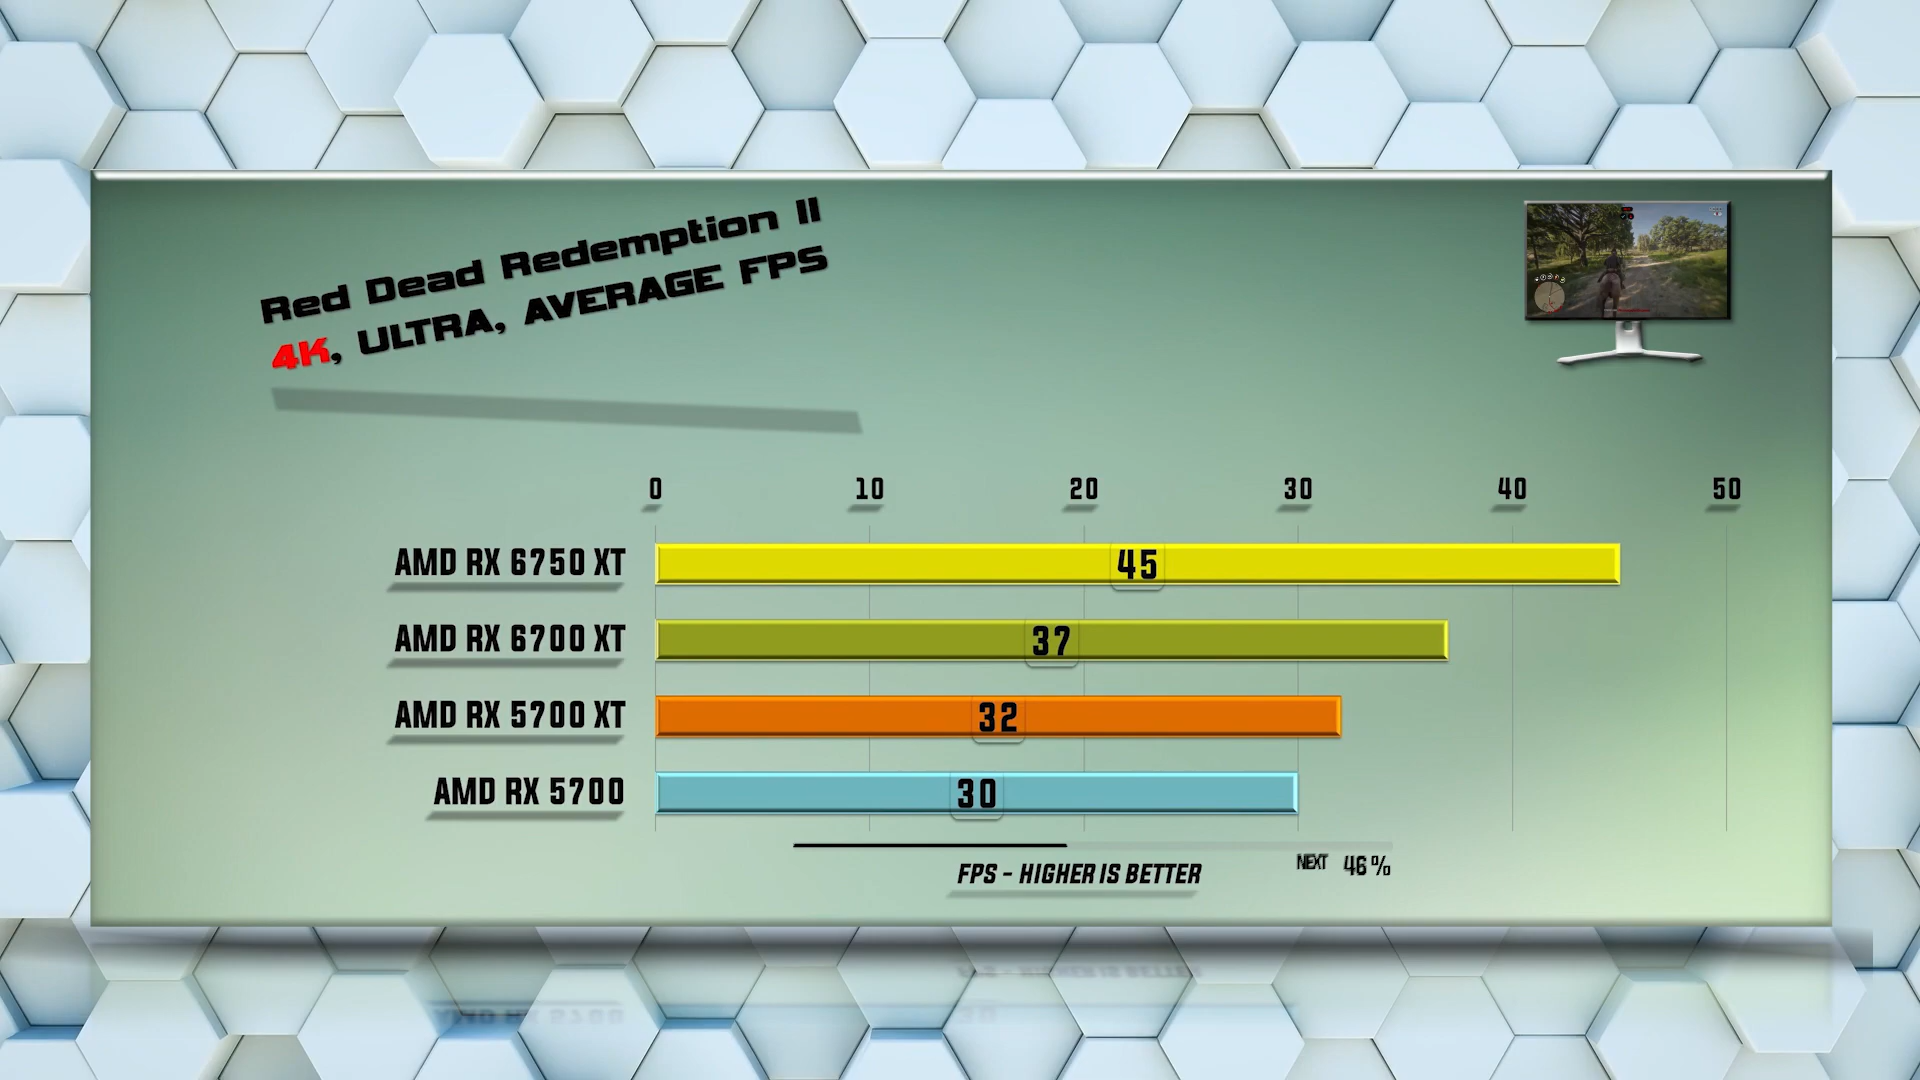 Red Dead Redemption II
4K, ULTRA, AVERAGE FPS
0 10 20 30 40 50
AMD RX 6750 XT 45
AMD RX 6700 XT 37
AMD RX 5700 XT 32
AMD RX 5700 30
FPS - HIGHER IS BETTER
NEXT 46%